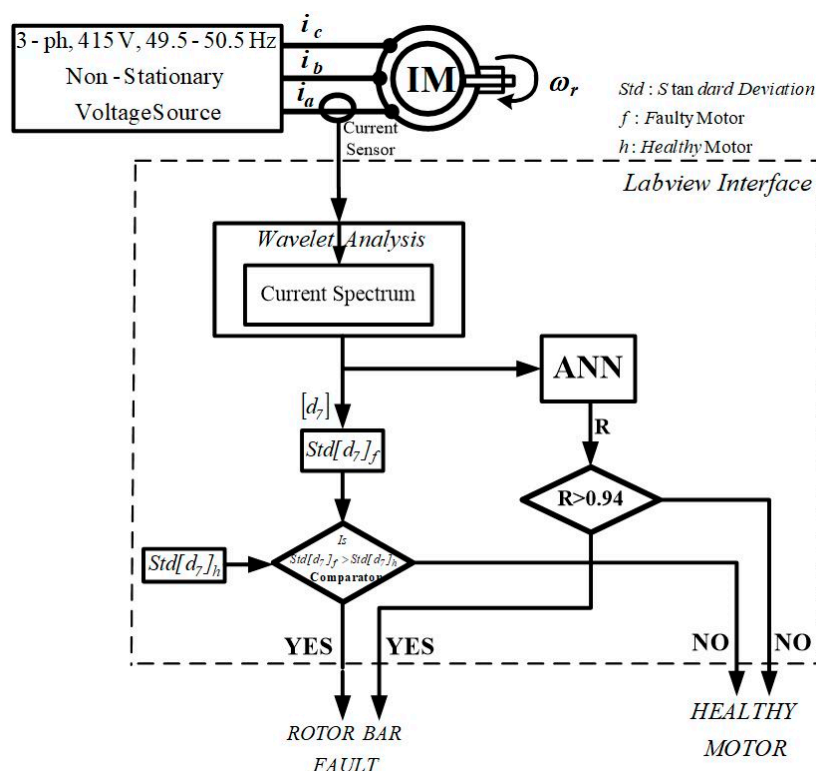 3 - ph, 415 V, 49.5 - 50.5 Hz
Non - Stationary
VoltageSource
i_c
i_b
i_a
IM
ω_r
Current
Sensor
Std : S tan dard Deviation
f : Faulty Motor
h : Healthy Motor
Labview Interface
Wavelet Analysis
Current Spectrum
ANN
[d_7]
R
Std[d_7]_f
R>0.94
Std[d_7]_h
Is
Std[d_7]_f > Std[d_7]_h
Comparator
YES
YES
NO
NO
ROTOR BAR
FAULT
HEALTHY
MOTOR